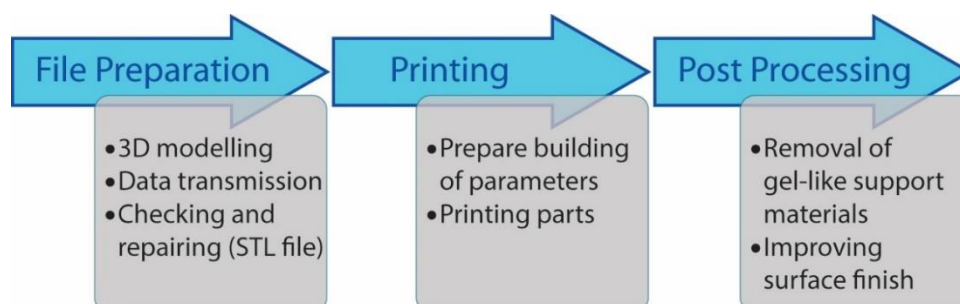 File Preparation
•3D modelling
•Data transmission
•Checking and
repairing (STL file)
Printing
•Prepare building
of parameters
•Printing parts
Post Processing
•Removal of
gel-like support
materials
•Improving
surface finish